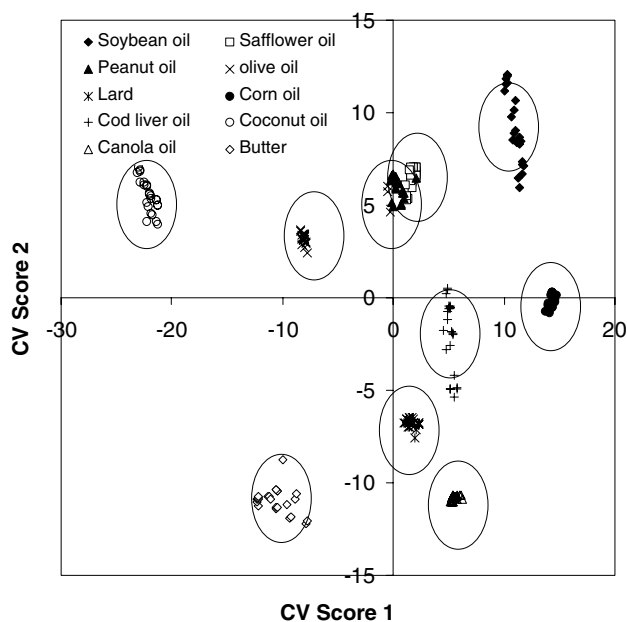 15
Soybean oil Safflower oil
Peanut oil olive oil
Lard Corn oil
Cod liver oil Coconut oil
Canola oil Butter
10
5
0
-30 -20 -10 0 10 20
-5
-10
-15
CV Score 2
CV Score 1